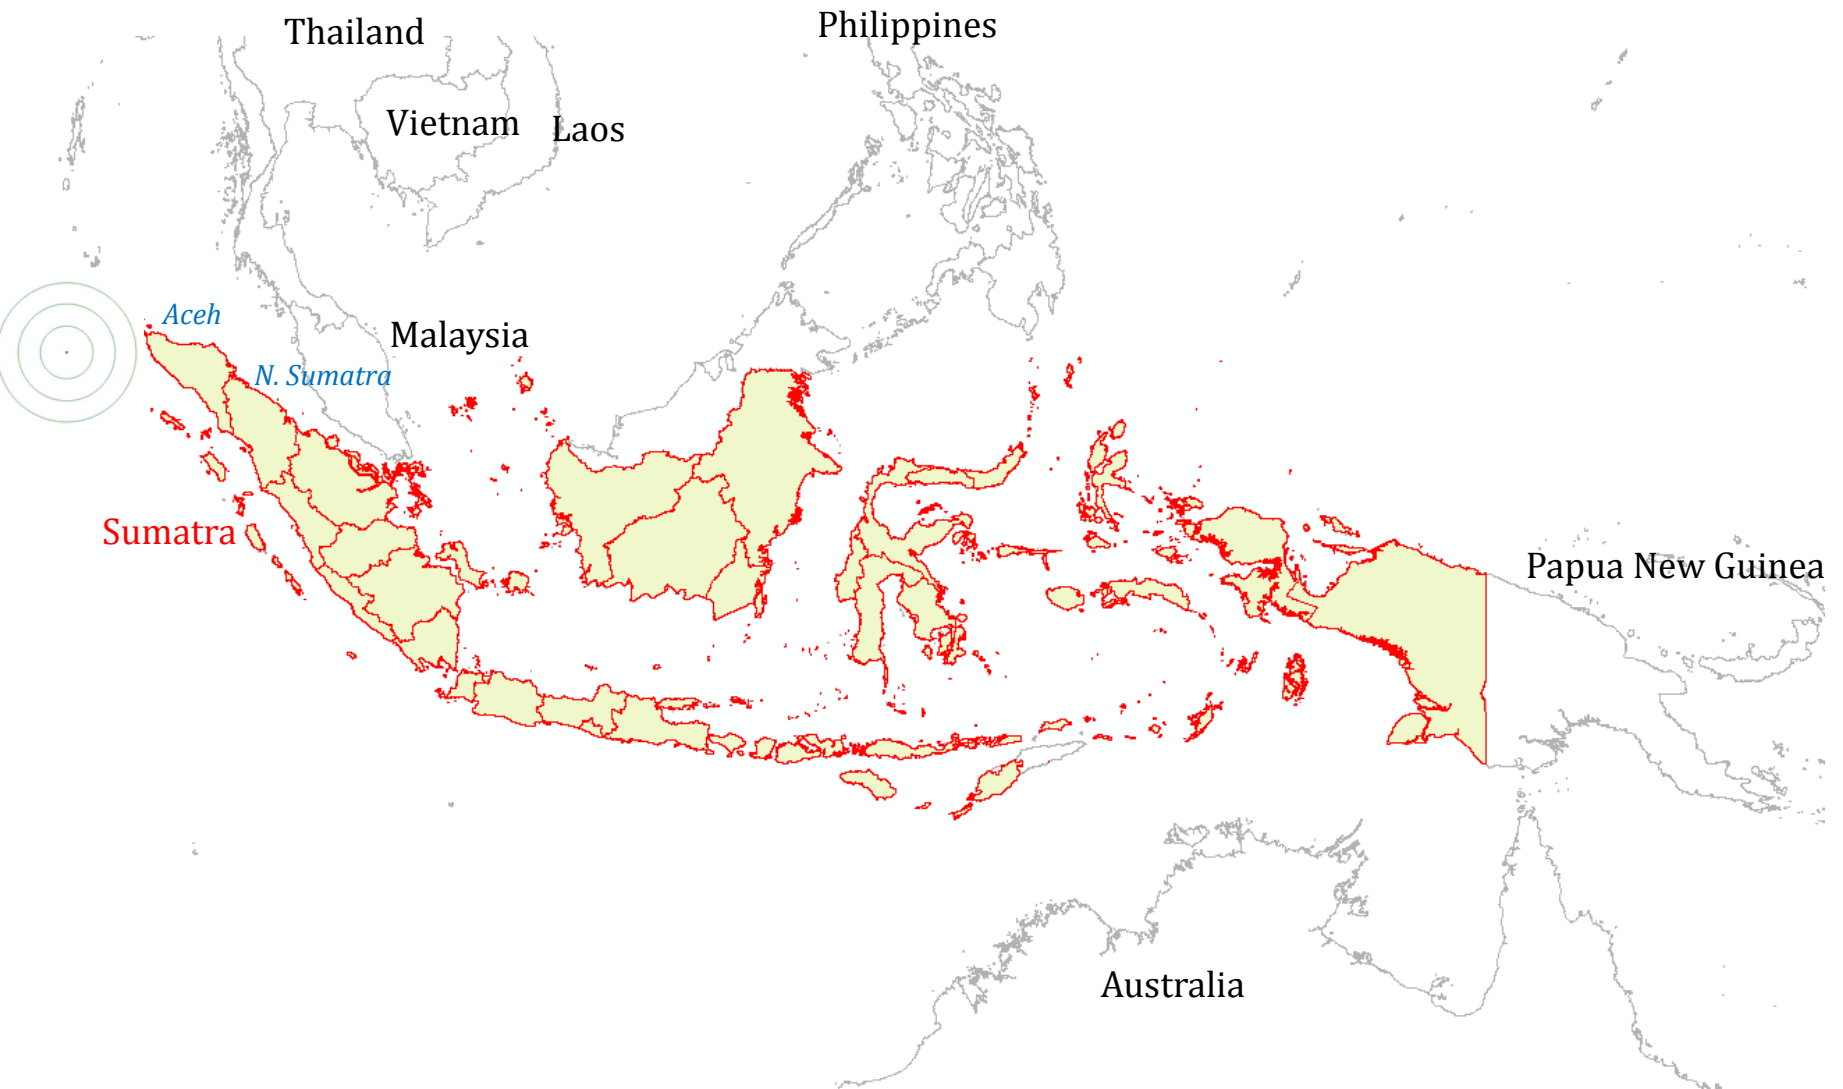 Philippines
Thailand
Vietnam
Laos
Aceh
Malaysia
N. Sumatra
Sumatra
Papua New Guinea
Australia